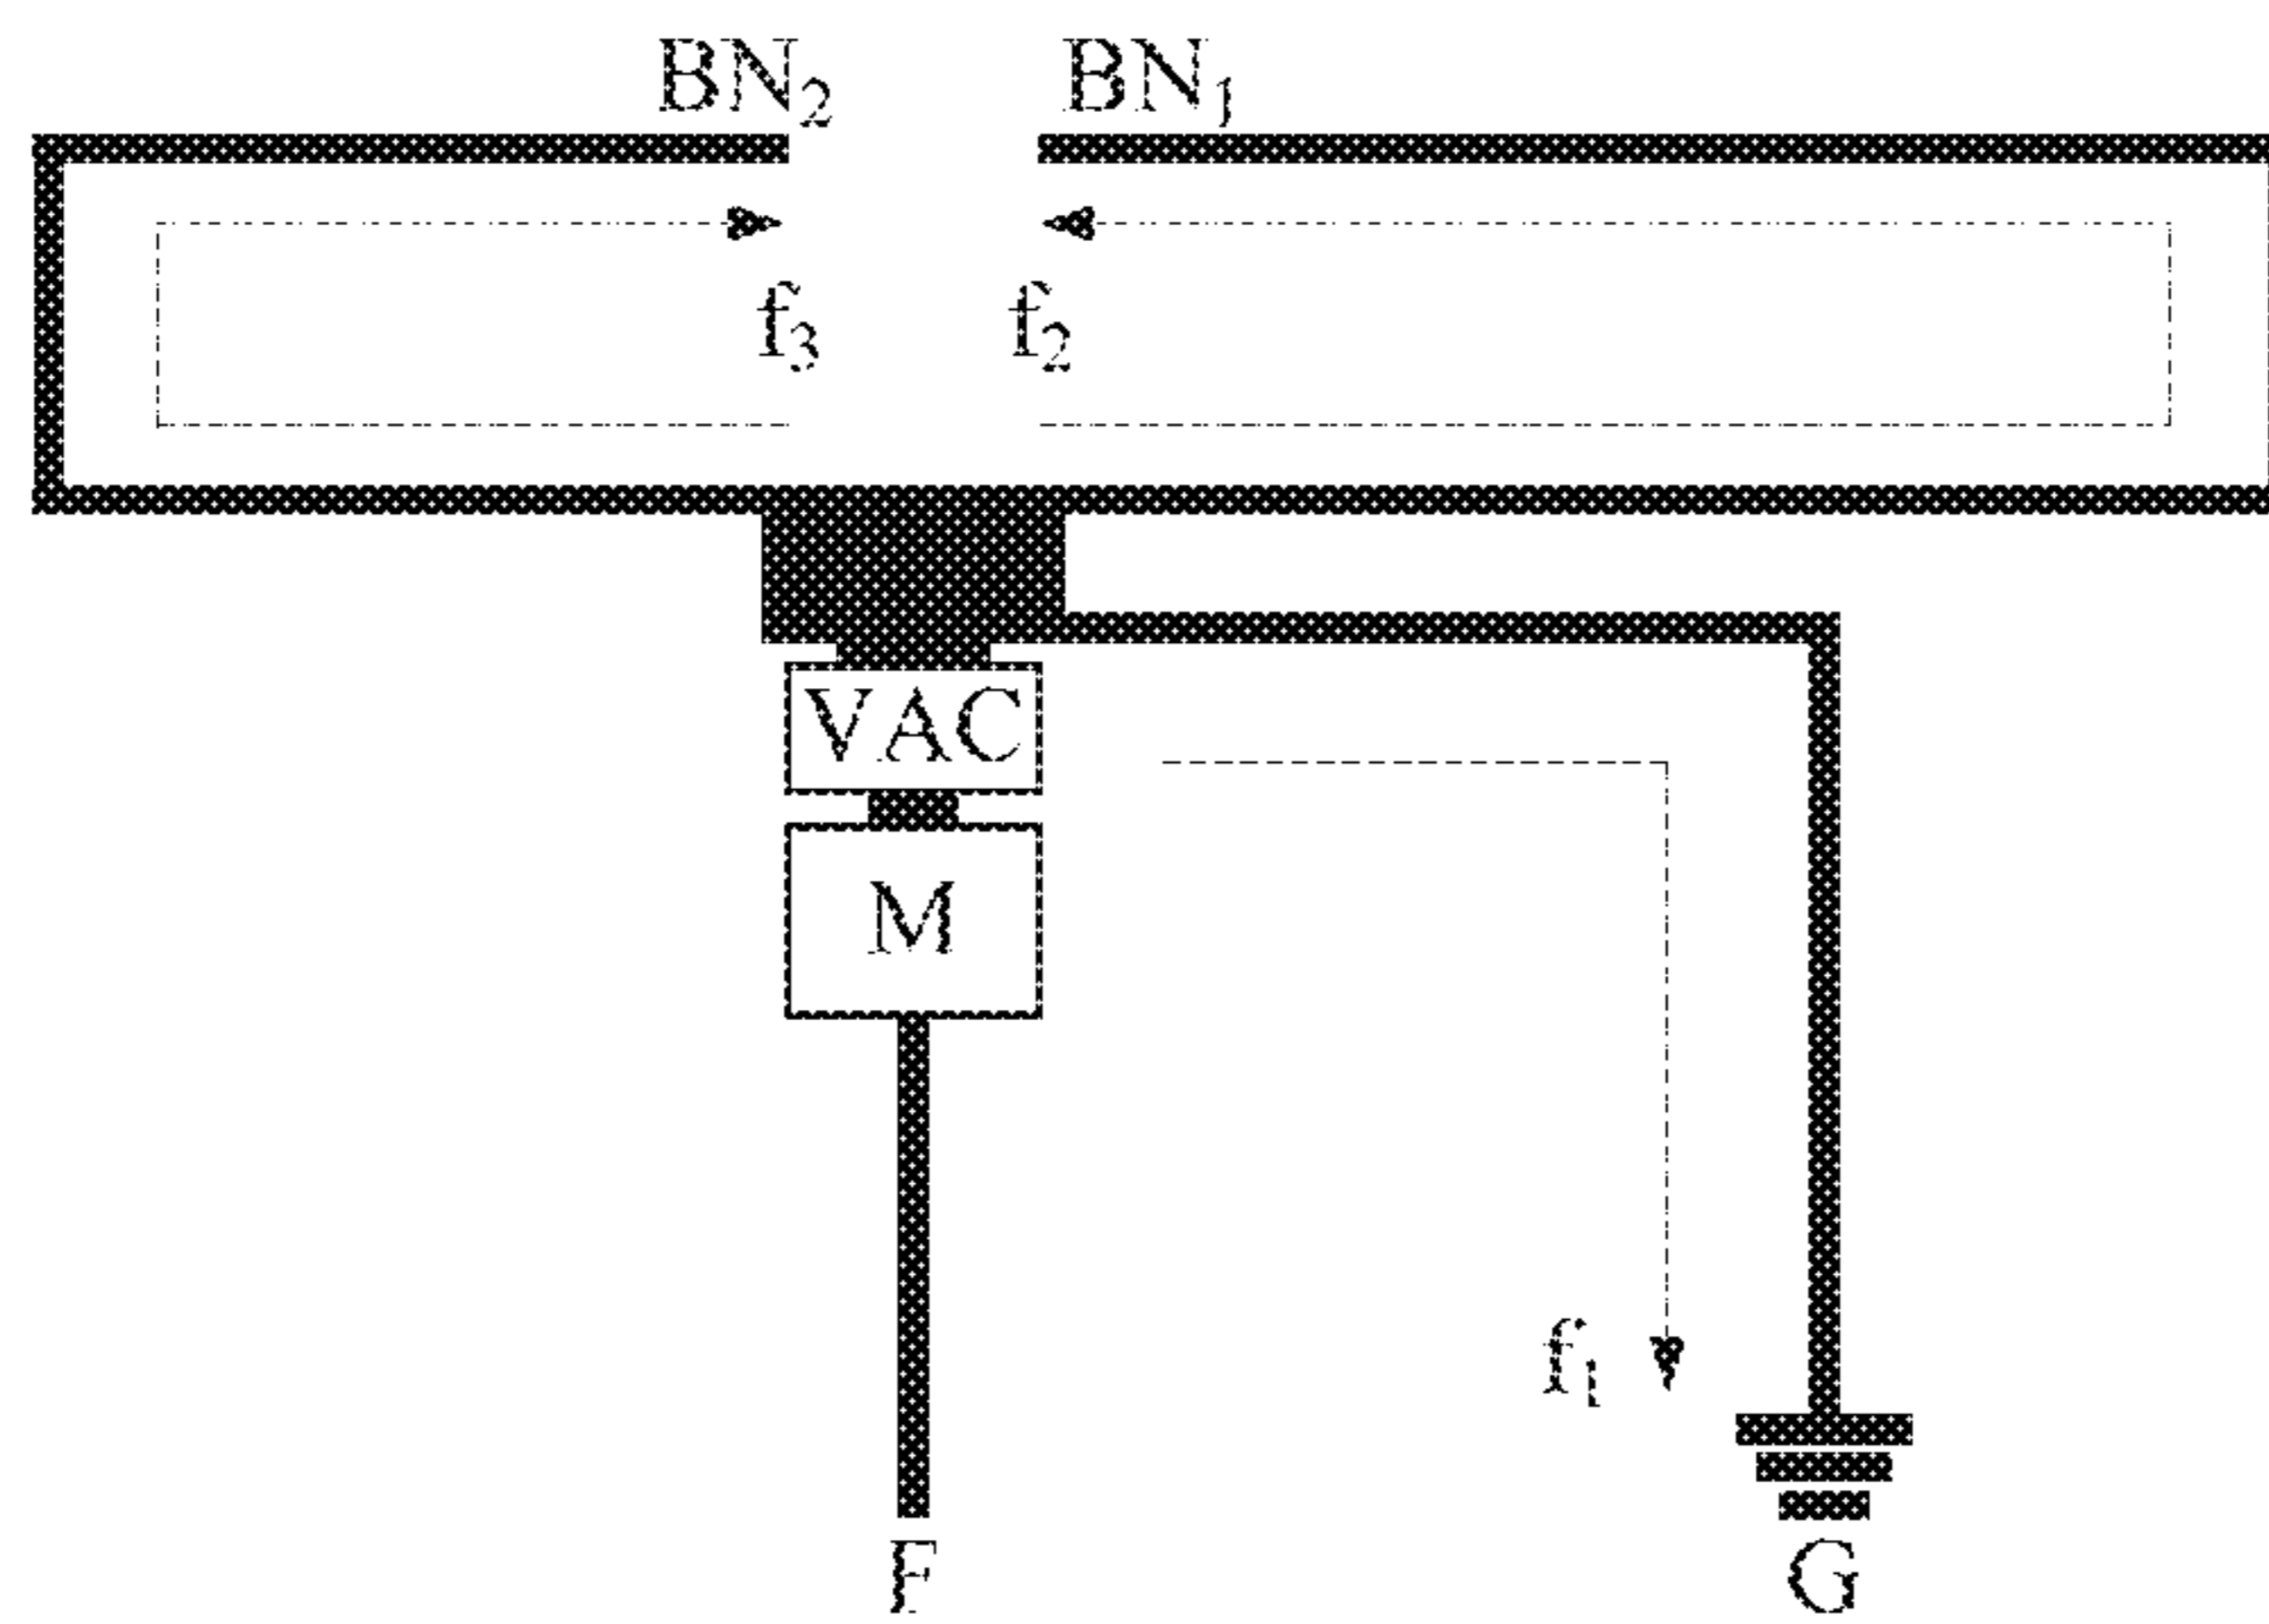 BN₂ BN₁
f₃ f₂
VAC
M
f₁
F G